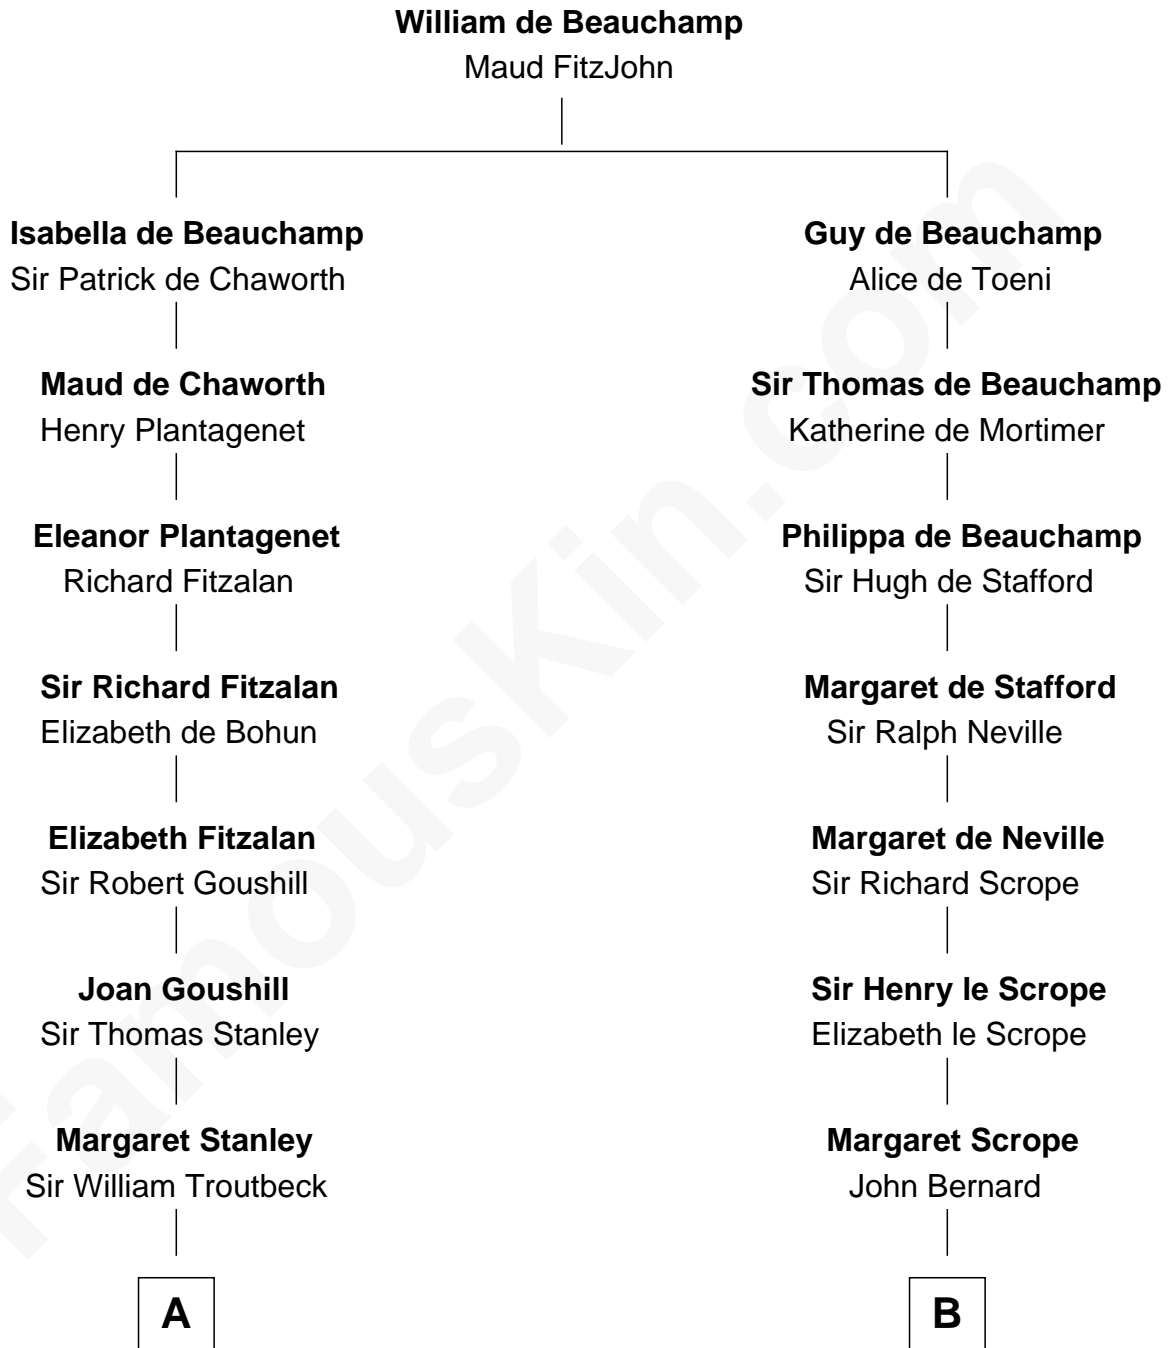 William de Beauchamp
Maud FitzJohn
Isabella de Beauchamp
Sir Patrick de Chaworth
Guy de Beauchamp
Alice de Toeni
Maud de Chaworth
Henry Plantagenet
Sir Thomas de Beauchamp
Katherine de Mortimer
Eleanor Plantagenet
Richard Fitzalan
Philippa de Beauchamp
Sir Hugh de Stafford
Sir Richard Fitzalan
Elizabeth de Bohun
Margaret de Stafford
Sir Ralph Neville
Elizabeth Fitzalan
Sir Robert Goushill
Margaret de Neville
Sir Richard Scrope
Joan Goushill
Sir Thomas Stanley
Sir Henry le Scrope
Elizabeth le Scrope
Margaret Stanley
Sir William Troutbeck
Margaret Scrope
John Bernard
A
B
FamousKin.com